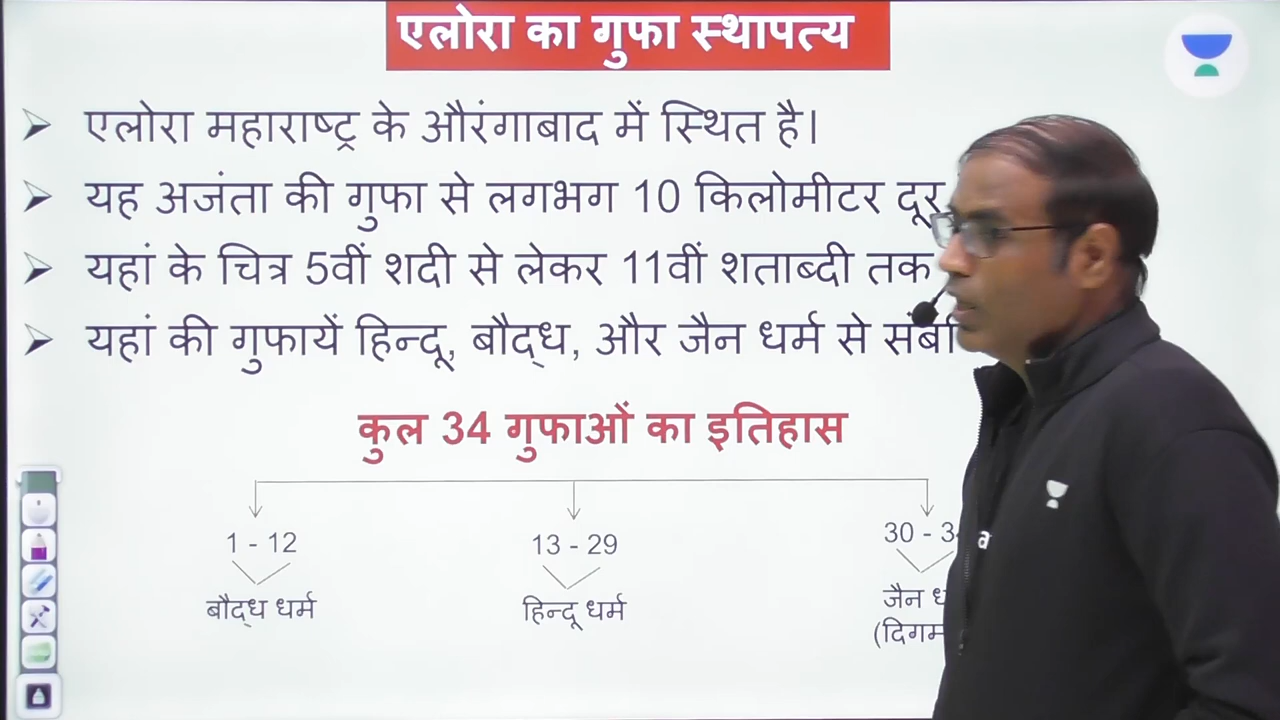 एलोरा का गुफा स्थापत्य
एलोरा महाराष्ट्र के औरंगाबाद में स्थित है।
यह अजंता की गुफा से लगभग 10 किलोमीटर दूर
यहां के चित्र 5वीं शदी से लेकर 11वीं शताब्दी तक
यहां की गुफायें हिन्दू, बौद्ध, और जैन धर्म से
कुल 34 गुफाओं का इतिहास
1 - 12 13 - 29 30 -
बौद्ध धर्म हिन्दू धर्म जैन